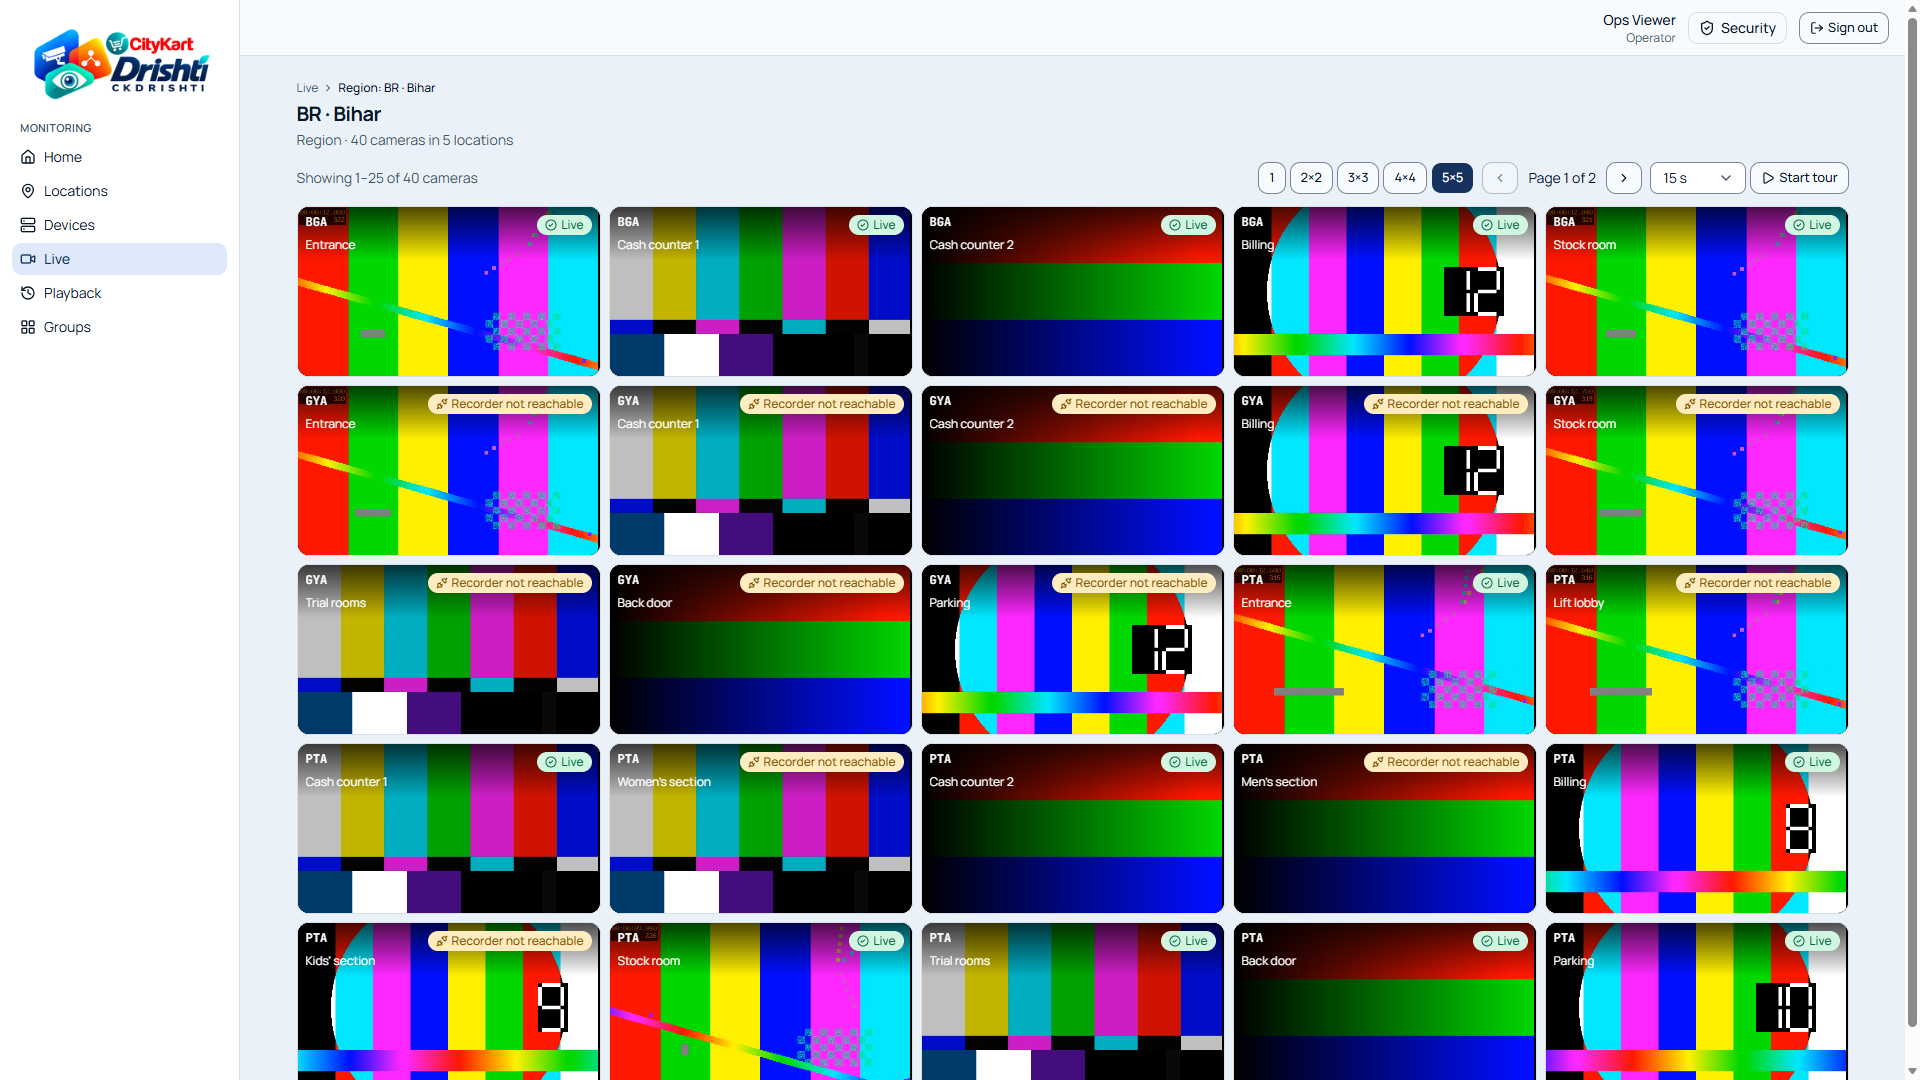 CityKart
Drishti
CKDRISHTI
MONITORING
Home
Locations
Devices
Live
Playback
Groups
Ops Viewer
Operator
Security
Sign out
Live > Region: BR · Bihar
BR · Bihar
Region · 40 cameras in 5 locations
Showing 1–25 of 40 cameras
1 2×2 3×3 4×4 5×5 Page 1 of 2 15 s Start tour
BGA Live
Entrance
BGA Live
Cash counter 1
BGA Live
Cash counter 2
BGA Live
Billing
12
BGA Live
Stock room
GYA Recorder not reachable
Entrance
GYA Recorder not reachable
Cash counter 1
GYA Recorder not reachable
Cash counter 2
GYA Recorder not reachable
Billing
12
GYA Recorder not reachable
Stock room
GYA Recorder not reachable
Trial rooms
GYA Recorder not reachable
Back door
GYA Recorder not reachable
Parking
12
PTA Live
Entrance
PTA Recorder not reachable
Lift lobby
PTA Live
Cash counter 1
PTA Recorder not reachable
Women's section
PTA Live
Cash counter 2
PTA Recorder not reachable
Men's section
PTA Live
Billing
PTA Recorder not reachable
Kids' section
PTA Live
Stock room
PTA Live
Trial rooms
PTA Live
Back door
PTA Live
Parking